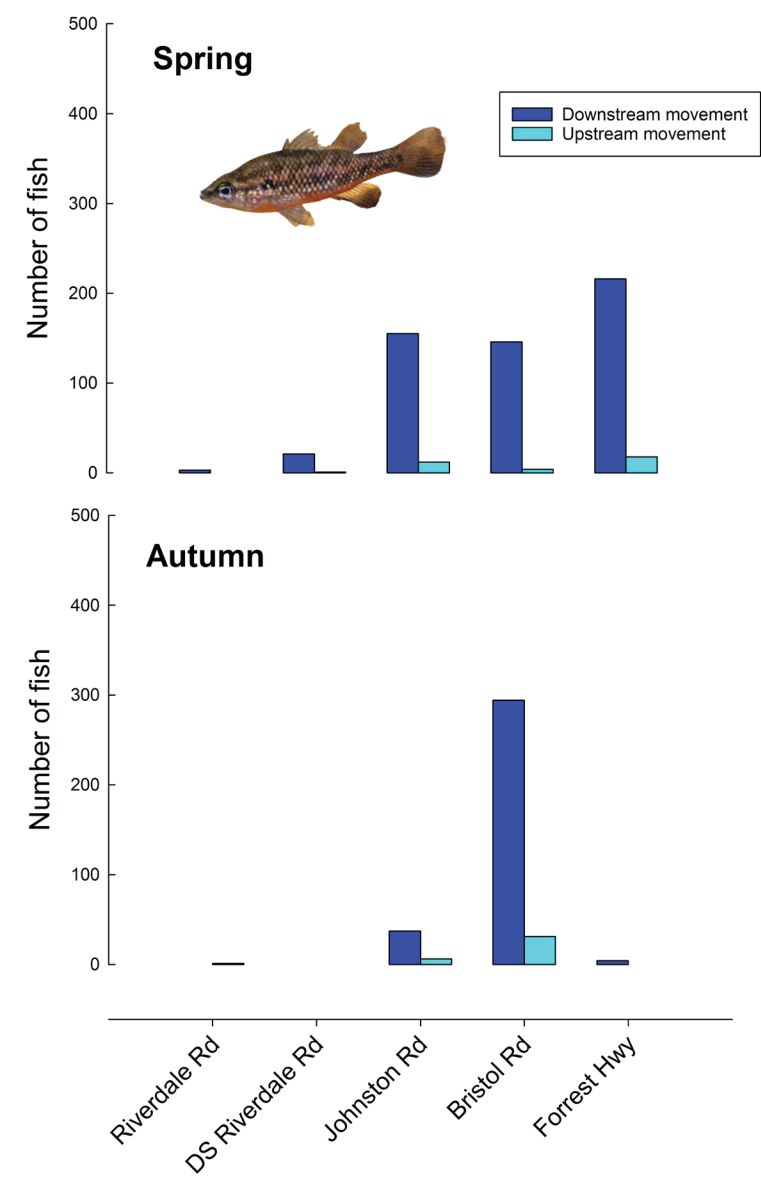 Spring
Downstream movement
Upstream movement
Number of fish
500
400
300
200
100
0
Autumn
Number of fish
500
400
300
200
100
0
Riverdale Rd
DS Riverdale Rd
Johnston Rd
Bristol Rd
Forrest Hwy